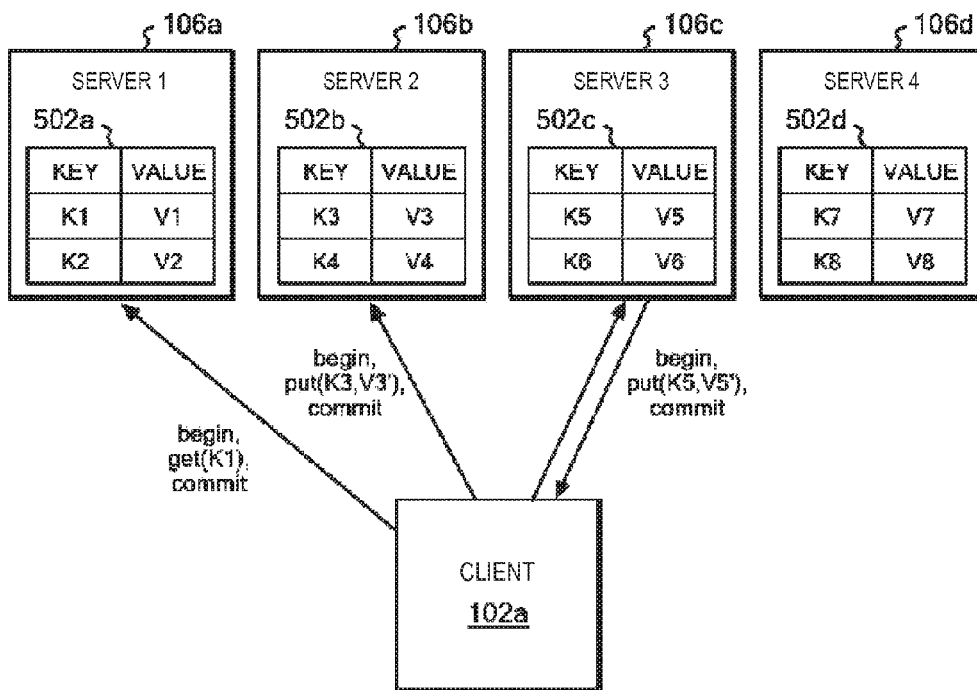 106a 106b 106c 106d
SERVER 1 SERVER 2 SERVER 3 SERVER 4
502a 502b 502c 502d
KEY VALUE KEY VALUE KEY VALUE KEY VALUE
K1 V1 K3 V3 K5 V5 K7 V7
K2 V2 K4 V4 K6 V6 K8 V8
begin,
put(K3,V3'),
commit
begin,
put(K5,V5'),
commit
begin,
get(K1),
commit
CLIENT
102a